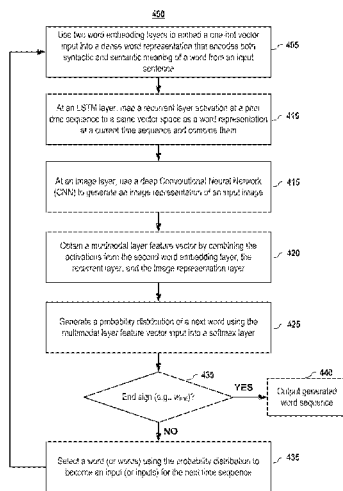 400
Use two word embedding layers to embed a one-hot vector
input into a dense word representation that encodes both
syntactic and semantic meaning of a word from an input
sentence
405
At an LSTM layer, map a recurrent layer activation at a prior
time sequence to a same vector space as a word representation
at a current time sequence and combine them
410
At an image layer, use a deep Convolutional Neural Network
(CNN) to generate an image representation of an input image
415
Obtain a multimodal layer feature vector by combining the
activations from the second word embedding layer, the
recurrent layer, and the image representation layer
420
Generate a probability distribution of a next word using the
multimodal layer feature vector input into a softmax layer
425
430
End sign (e.g., )?
YES
440
Output generated
word sequence
NO
Select a word (or words) using the probability distribution to
become an input (or inputs) for the next time sequence
435